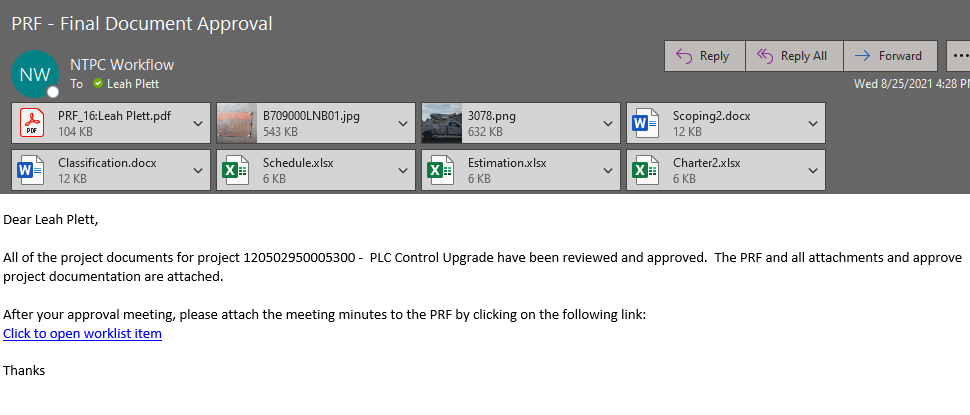 PRF - Final Document Approval
NW
NTPC Workflow
To Leah Plett
Reply
Reply All
Forward
Wed 8/25/2021 4:28 PM
PDF
PRF_16:Leah Plett.pdf
104 KB
B709000LNB01.jpg
543 KB
3078.png
632 KB
Scoping2.docx
12 KB
Classification.docx
12 KB
Schedule.xlsx
6 KB
Estimation.xlsx
6 KB
Charter2.xlsx
6 KB
Dear Leah Plett,
All of the project documents for project 120502950005300 - PLC Control Upgrade have been reviewed and approved. The PRF and all attachments and approve
project documentation are attached.
After your approval meeting, please attach the meeting minutes to the PRF by clicking on the following link:
Click to open worklist item
Thanks